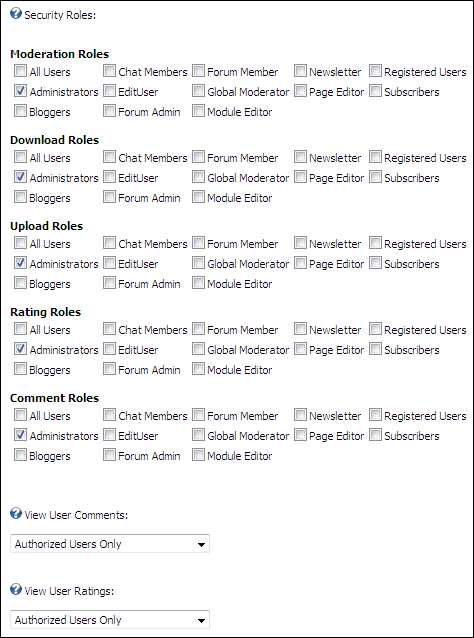 Security Roles:
Moderation Roles
All Users Chat Members Forum Member Newsletter Registered Users
Administrators EditUser Global Moderator Page Editor Subscribers
Bloggers Forum Admin Module Editor
Download Roles
All Users Chat Members Forum Member Newsletter Registered Users
Administrators EditUser Global Moderator Page Editor Subscribers
Bloggers Forum Admin Module Editor
Upload Roles
All Users Chat Members Forum Member Newsletter Registered Users
Administrators EditUser Global Moderator Page Editor Subscribers
Bloggers Forum Admin Module Editor
Rating Roles
All Users Chat Members Forum Member Newsletter Registered Users
Administrators EditUser Global Moderator Page Editor Subscribers
Bloggers Forum Admin Module Editor
Comment Roles
All Users Chat Members Forum Member Newsletter Registered Users
Administrators EditUser Global Moderator Page Editor Subscribers
Bloggers Forum Admin Module Editor
View User Comments:
Authorized Users Only
View User Ratings:
Authorized Users Only